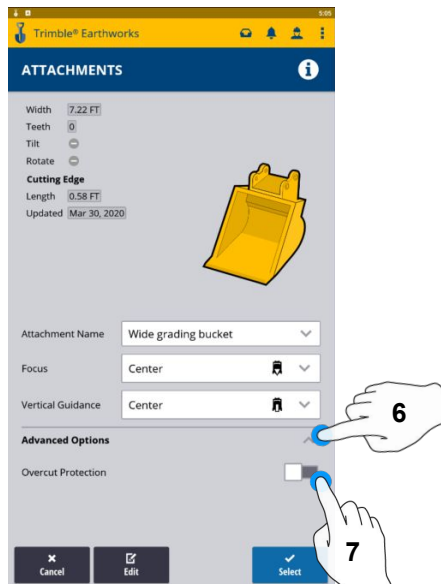 5:05
Trimble® Earthworks
ATTACHMENTS
Width 7.22 FT
Teeth 0
Tilt
Rotate
Cutting Edge
Length 0.58 FT
Updated Mar 30, 2020
Attachment Name Wide grading bucket
Focus Center
Vertical Guidance Center
6
Advanced Options
Overcut Protection
7
Cancel Edit Select